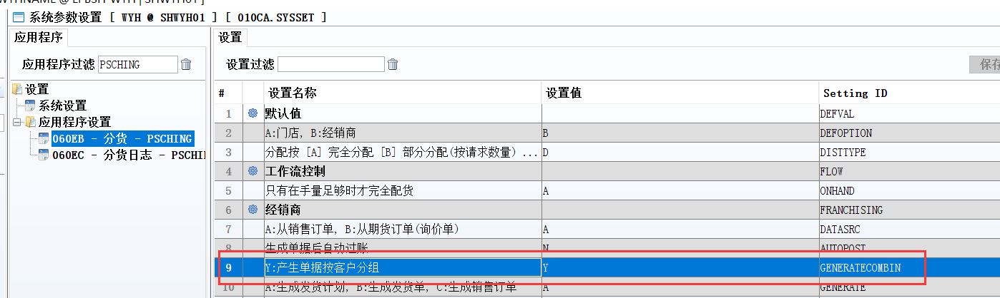 系统参数设置 [ WYH @ SHWYH01 ] [ 010CA.SYSSET ]
应用程序
设置
应用程序过滤 PSCHING
设置过滤
保存
设置
系统设置
应用程序设置
060EB - 分货 - PSCHING
060EC - 分货日志 - PSCHI
# 设置名称 设置值 Setting ID
1 默认值 DEFVAL
2 A:门店, B:经销商 B DEFOPTION
3 分配按 [A] 完全分配 [B] 部分分配(按请求数量) ... D DISTTYPE
4 工作流控制 FLOW
5 只有在手量足够时才完全配货 A ONHAND
6 经销商 FRANCHISING
7 A:从销售订单, B:从期货订单(询价单) A DATASRC
8 生成单据后自动过账 N AUTOPOST
9 Y:产生单据按客户分组 Y GENERATECOMBIN
10 A:生成发货计划, B:生成发货单, C:生成销售订单 A GENERATE